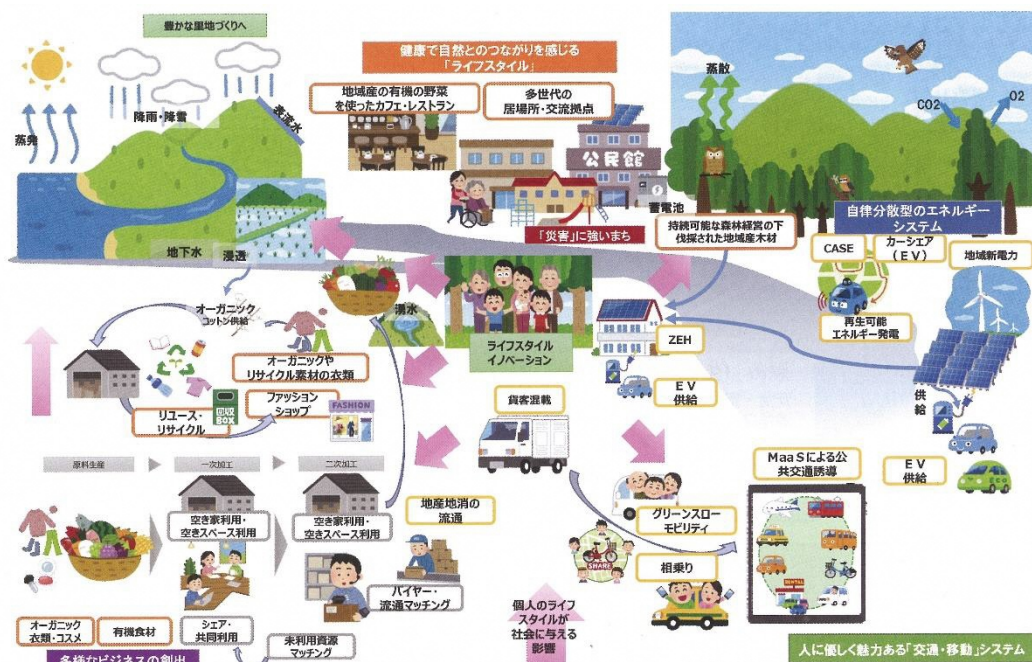 豊かな里地づくりへ
健康で自然とのつながりを感じる
「ライフスタイル」
地域産の有機の野菜
を使ったカフェ・レストラン
多世代の
居場所・交流拠点
降雨・降雪
表流水
蒸発
蒸散
CO2
O2
公民館
蓄電池
「災害」に強いまち
持続可能な森林経営の下
伐採された地域産木材
自律分散型のエネルギー
システム
CASE
カーシェア
（EV）
地域新電力
再生可能
エネルギー発電
地下水
浸透
湧水
オーガニック
コットン供給
オーガニックや
リサイクル素材の衣類
ライフスタイル
イノベーション
ZEH
EV
供給
供給
EV
供給
ECO
回収
BOX
リユース・
リサイクル
ファッション
ショップ
FASHION
貨客混載
原料生産
一次加工
二次加工
空き家利用・
空きスペース利用
空き家利用・
空きスペース利用
地産地消の
流通
バイヤー・
流通マッチング
グリーンスロー
モビリティ
SHARE
相乗り
MaaSによる公
共交通誘導
RENTAL
オーガニック
衣類・コスメ
有機食材
シェア・
共同利用
未利用資源
マッチング
個人のライフ
スタイルが
社会に与える
影響
多様なビジネスの創出
人に優しく魅力ある「交通・移動」システム